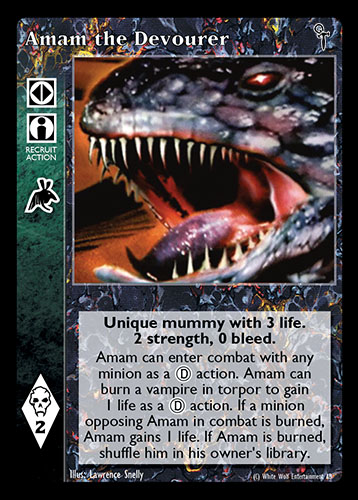 Amam the Devourer
RECRUIT
ACTION
2
Unique mummy with 3 life.
2 strength, 0 bleed.
Amam can enter combat with any
minion as a Ⓓ action. Amam can
burn a vampire in torpor to gain
1 life as a Ⓓ action. If a minion
opposing Amam in combat is burned,
Amam gains 1 life. If Amam is burned,
shuffle him in his owner's library.
Illus: Lawrence Snelly